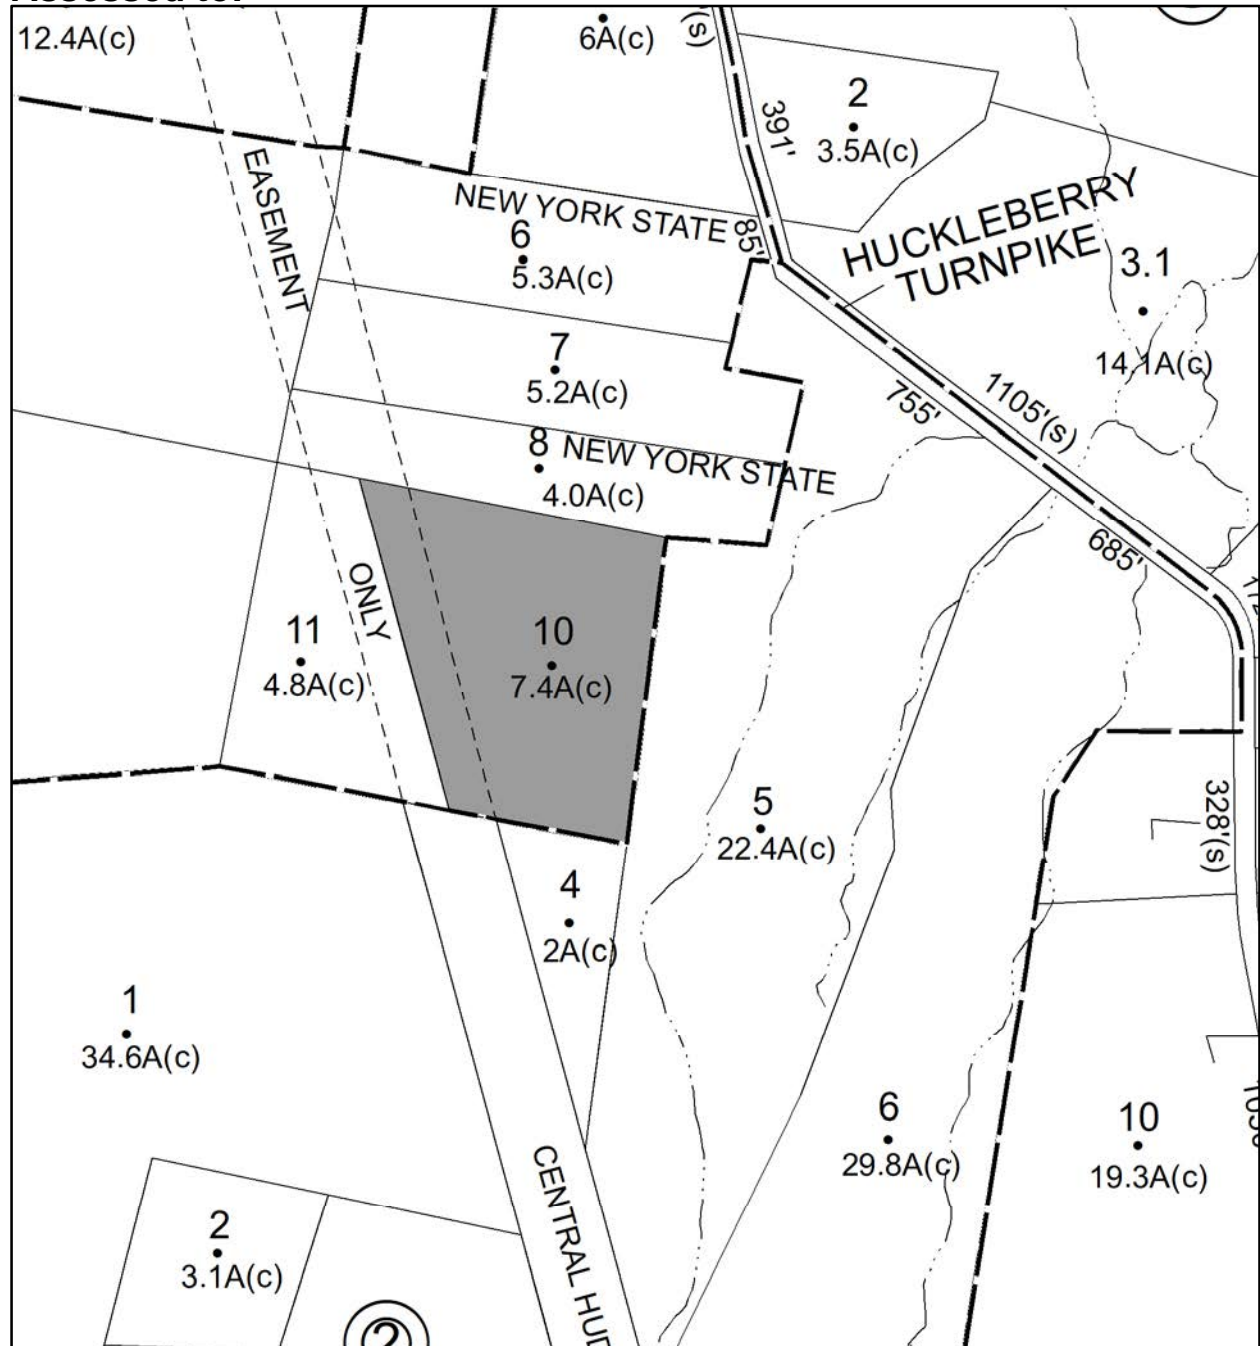 12.4A(c)
6A(c)
(s)
2
3.5A(c)
391'
EASEMENT
NEW YORK STATE
85'
6
5.3A(c)
HUCKLEBERRY
TURNPIKE
3.1
14.1A(c)
7
5.2A(c)
755'
1105'(s)
8
NEW YORK STATE
4.0A(c)
685'
ONLY
11
4.8A(c)
10
7.4A(c)
5
22.4A(c)
328'(s)
4
2A(c)
1
34.6A(c)
6
29.8A(c)
10
19.3A(c)
2
3.1A(c)
CENTRAL HUD
2